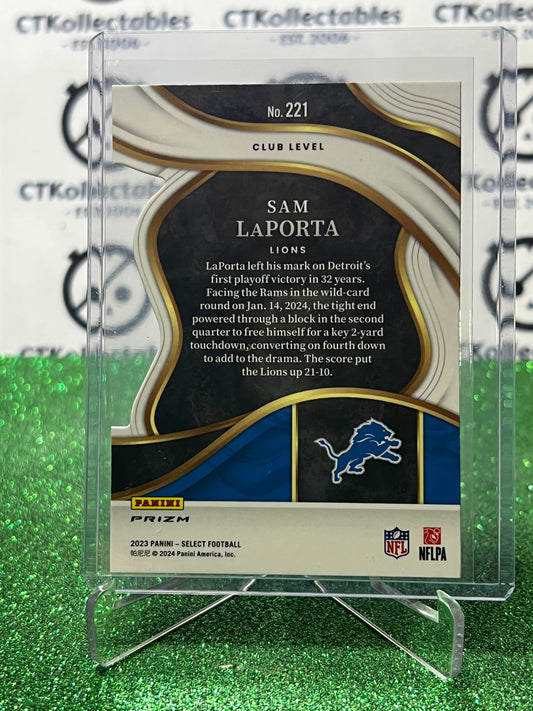 CTKollectables
EST. 2006
CTKollectables
EST. 2006
CTKollectables
No. 221
CLUB LEVEL
SAM
LAPORTA
LIONS
LaPorta left his mark on Detroit's
first playoff victory in 32 years.
Facing the Rams in the wild-card
round on Jan. 14, 2024, the tight end
powered through a block in the second
quarter to free himself for a key 2-yard
touchdown, converting on fourth down
to add to the drama. The score put
the Lions up 21-10.
PANINI
PRIZM
2023 PANINI – SELECT FOOTBALL
帕尼尼 © 2024 Panini America, Inc.
NFL
NFLPA